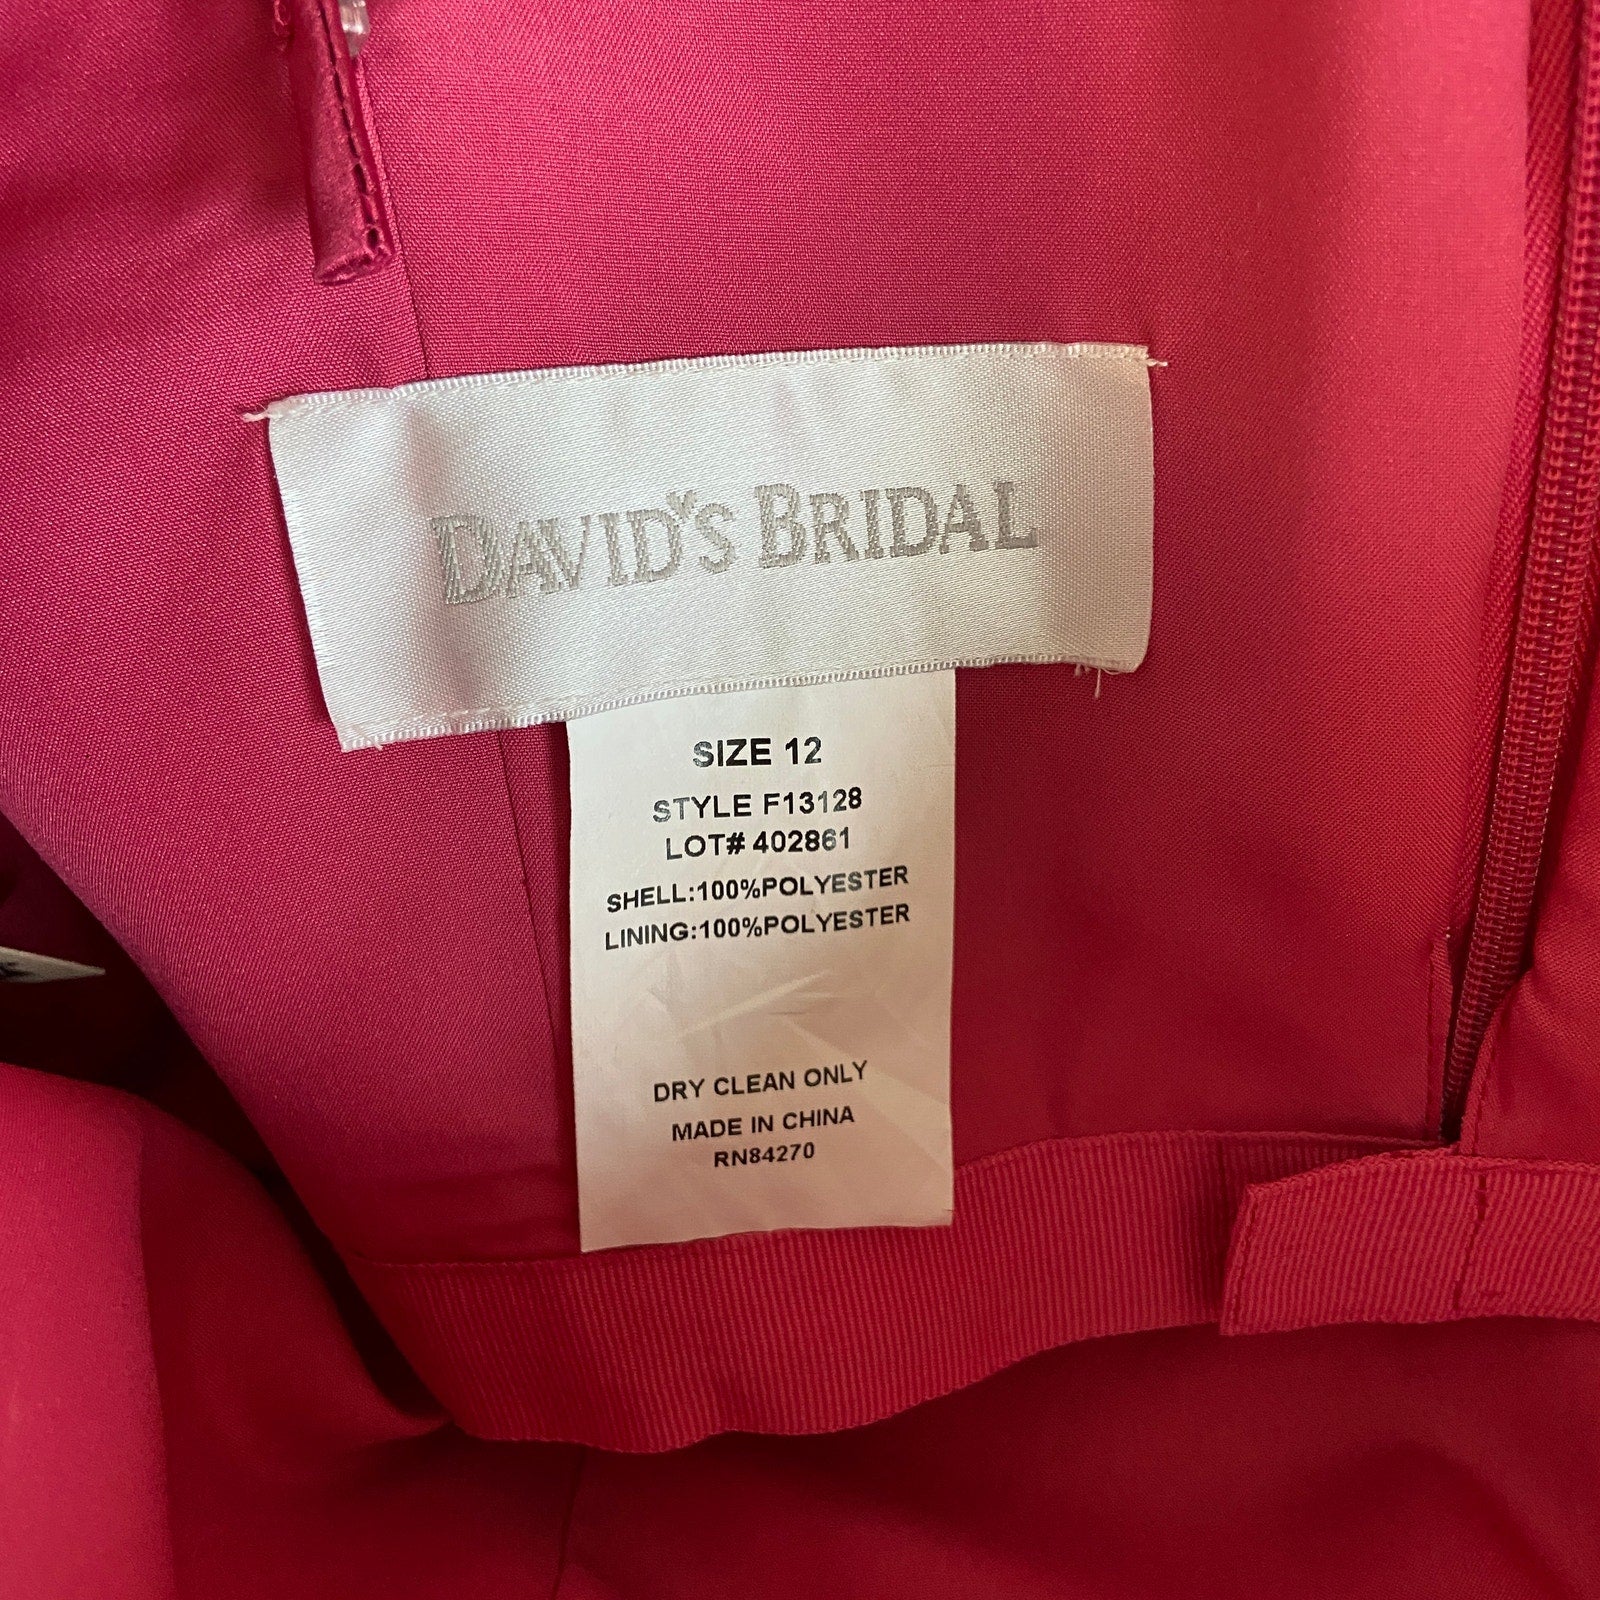 DAVID'S BRIDAL
SIZE 12
STYLE F13128
LOT# 402861
SHELL:100%POLYESTER
LINING:100%POLYESTER
DRY CLEAN ONLY
MADE IN CHINA
RN84270